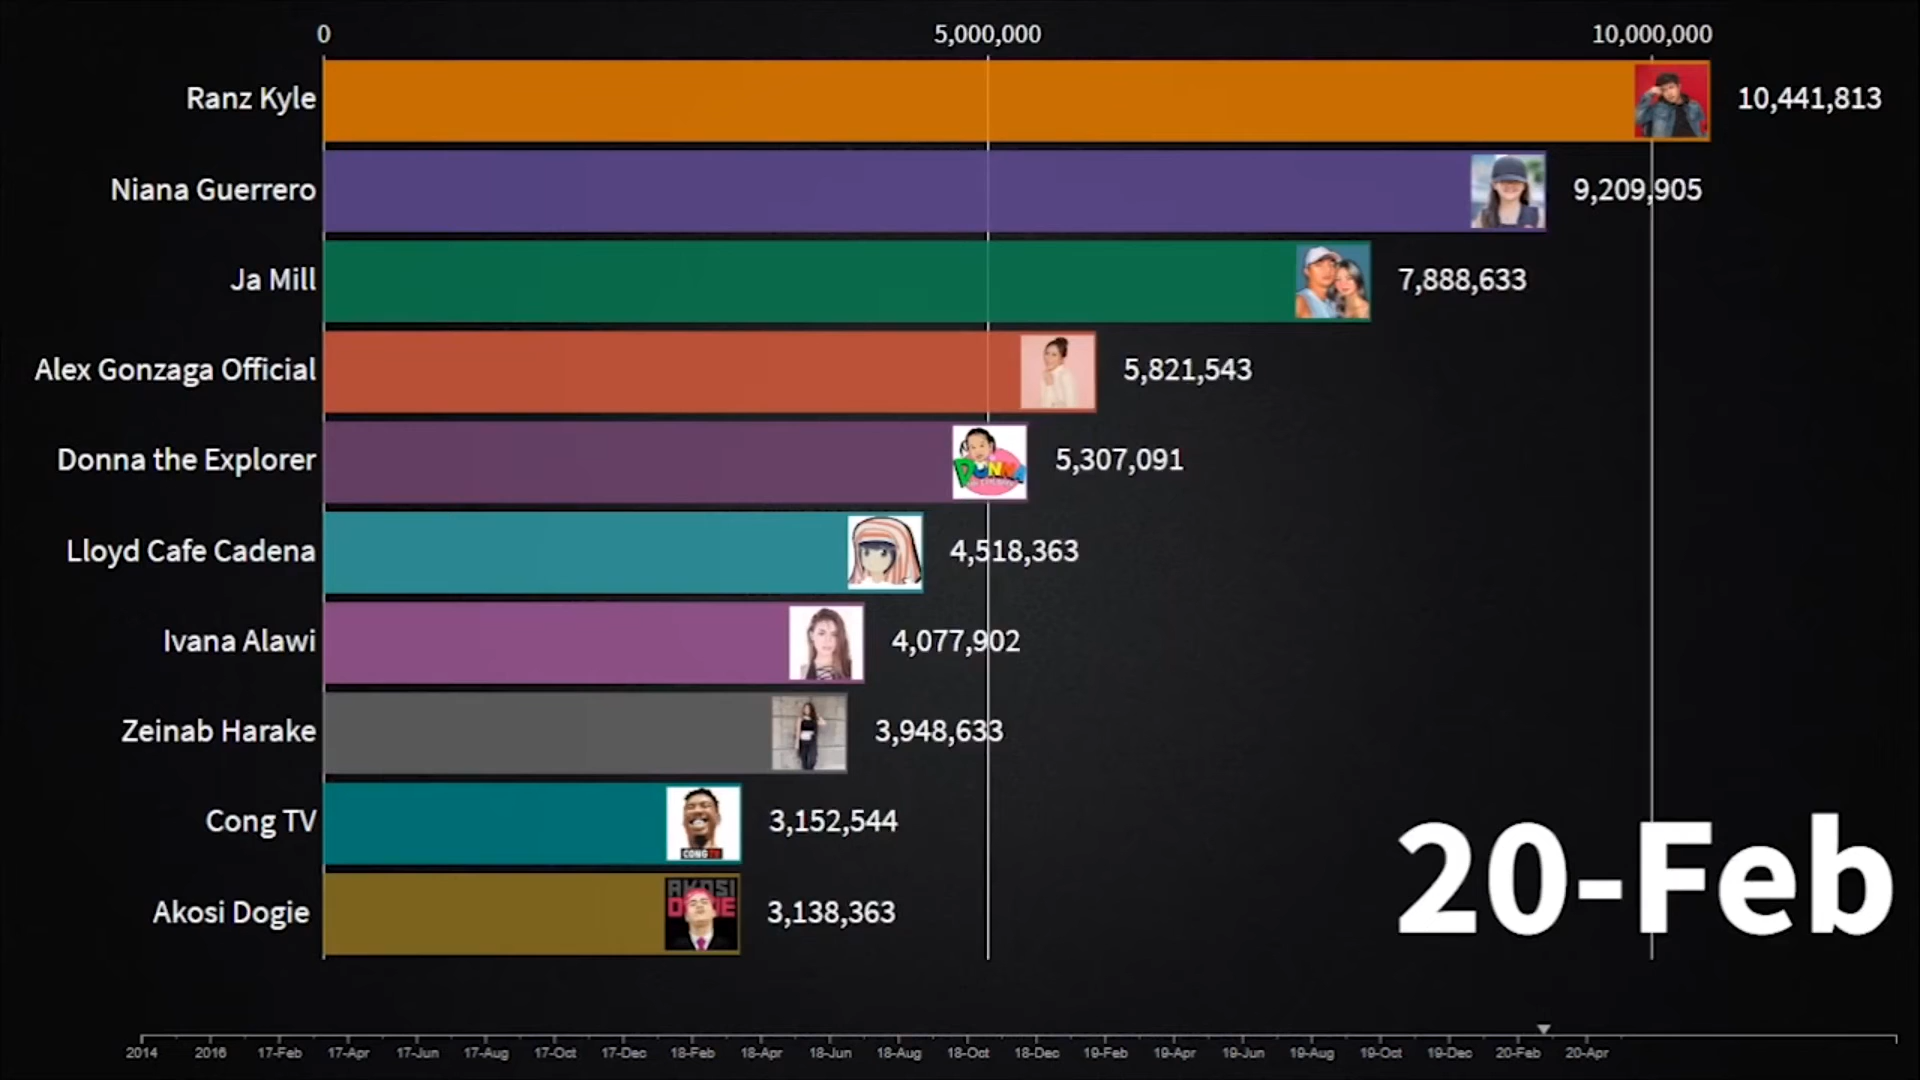 0 5,000,000 10,000,000
Ranz Kyle 10,441,813
Niana Guerrero 9,209,905
Ja Mill 7,888,633
Alex Gonzaga Official 5,821,543
Donna the Explorer 5,307,091
DONNA
Lloyd Cafe Cadena 4,518,363
Ivana Alawi 4,077,902
Zeinab Harake 3,948,633
Cong TV 3,152,544
CONGTV
Akosi Dogie 3,138,363
AKOSI
DOGIE
20-Feb
2014 2016 17-Feb 17-Apr 17-Jun 17-Aug 17-Oct 17-Dec 18-Feb 18-Apr 18-Jun 18-Aug 18-Oct 18-Dec 19-Feb 19-Apr 19-Jun 19-Aug 19-Oct 19-Dec 20-Feb 20-Apr